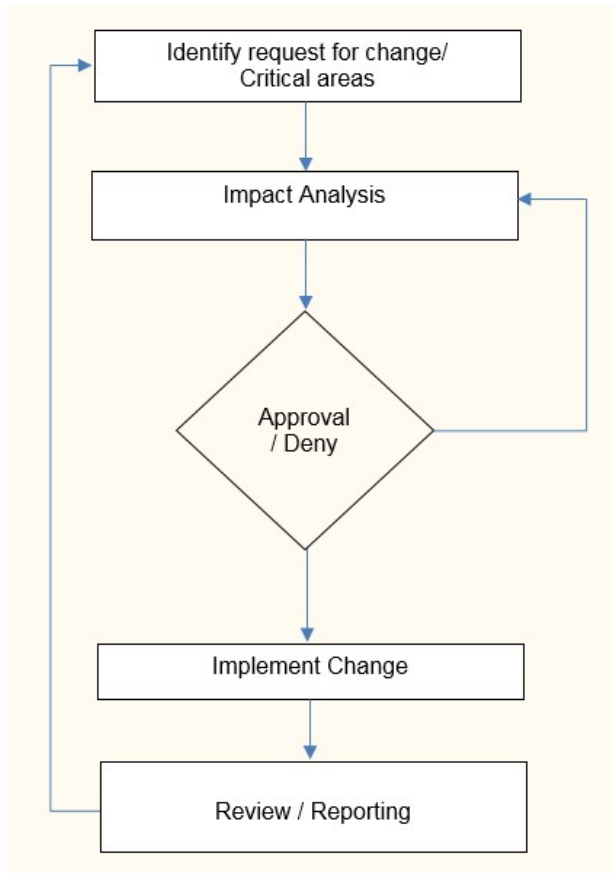 Identify request for change/
Critical areas
Impact Analysis
Approval
/ Deny
Implement Change
Review / Reporting